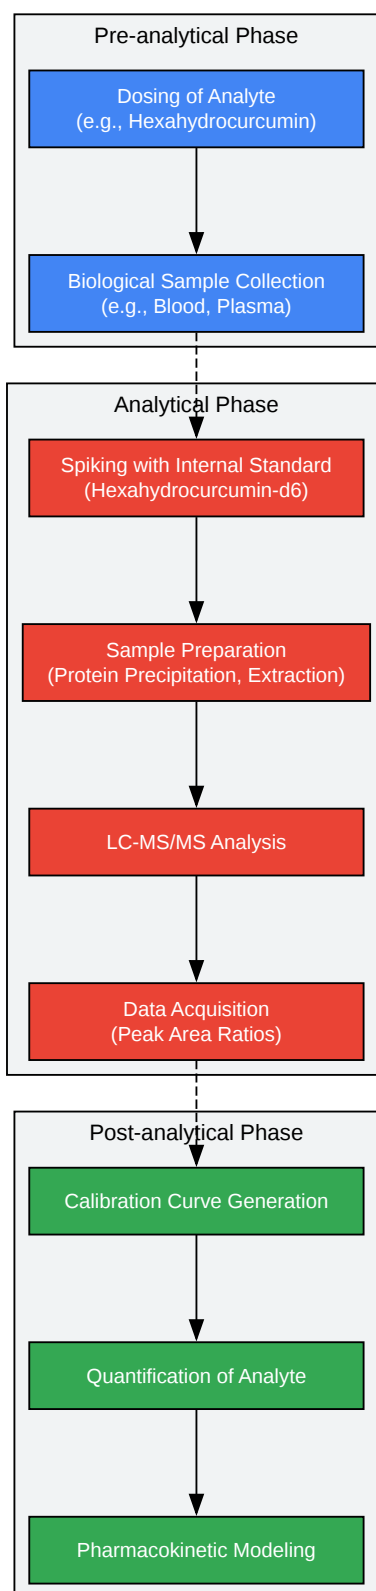 Pre-analytical Phase
Dosing of Analyte
(e.g., Hexahydrocurcumin)
Biological Sample Collection
(e.g., Blood, Plasma)
Analytical Phase
Spiking with Internal Standard
(Hexahydrocurcumin-d6)
Sample Preparation
(Protein Precipitation, Extraction)
LC-MS/MS Analysis
Data Acquisition
(Peak Area Ratios)
Post-analytical Phase
Calibration Curve Generation
Quantification of Analyte
Pharmacokinetic Modeling